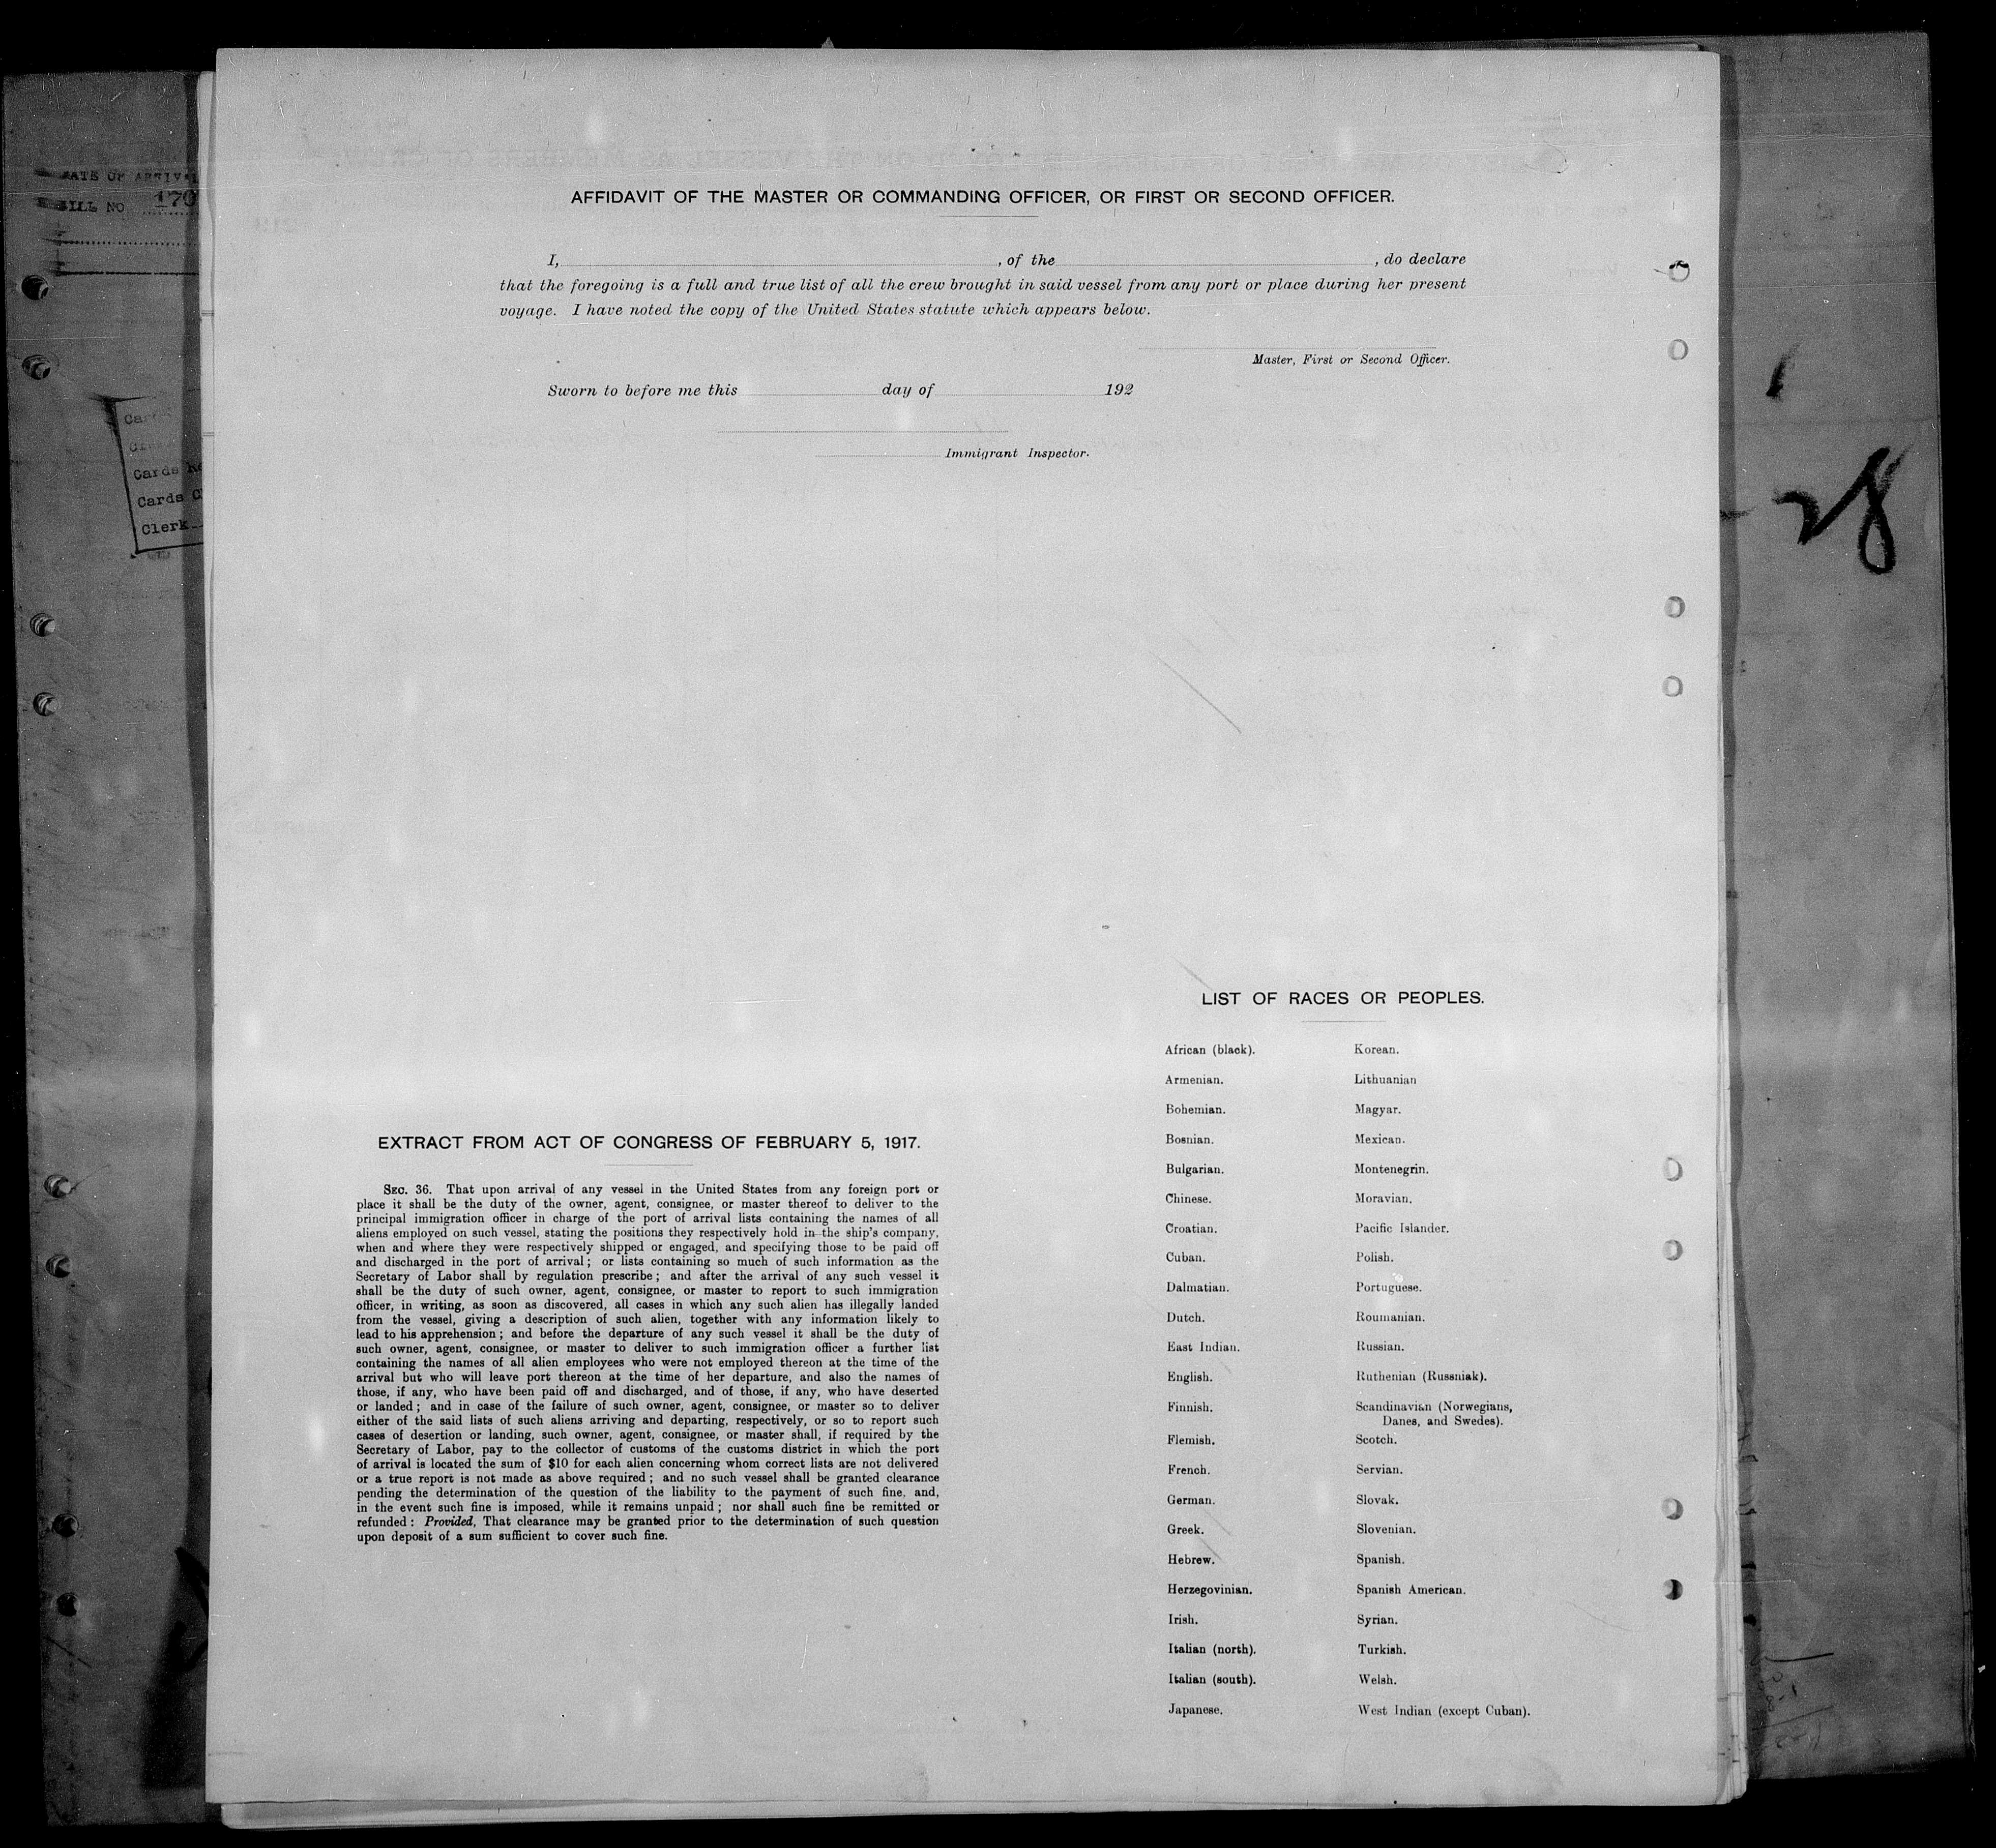 AFFIDAVIT OF THE MASTER OR COMMANDING OFFICER, OR FIRST OR SECOND OFFICER.
I, , of the , do declare
that the foregoing is a full and true list of all the crew brought in said vessel from any port or place during her present
voyage. I have noted the copy of the United States statute which appears below.
Master, First or Second Officer.
Sworn to before me this day of 192
Immigrant Inspector.
DATE OF ARRIVAL
BILL NO 170
Cards
Cards
Clerk
28
EXTRACT FROM ACT OF CONGRESS OF FEBRUARY 5, 1917.
SEC. 36. That upon arrival of any vessel in the United States from any foreign port or
place it shall be the duty of the owner, agent, consignee, or master thereof to deliver to the
principal immigration officer in charge of the port of arrival lists containing the names of all
aliens employed on such vessel, stating the positions they respectively hold in the ship's company,
when and where they were respectively shipped or engaged, and specifying those to be paid off
and discharged in the port of arrival; or lists containing so much of such information as the
Secretary of Labor shall by regulation prescribe; and after the arrival of any such vessel it
shall be the duty of such owner, agent, consignee, or master to report to such immigration
officer, in writing, as soon as discovered, all cases in which any such alien has illegally landed
from the vessel, giving a description of such alien, together with any information likely to
lead to his apprehension; and before the departure of any such vessel it shall be the duty of
such owner, agent, consignee, or master to deliver to such immigration officer a further list
containing the names of all alien employees who were not employed thereon at the time of the
arrival but who will leave port thereon at the time of her departure, and also the names of
those, if any, who have been paid off and discharged, and of those, if any, who have deserted
or landed; and in case of the failure of such owner, agent, consignee, or master so to deliver
either of the said lists of such aliens arriving and departing, respectively, or so to report such
cases of desertion or landing, such owner, agent, consignee, or master shall, if required by the
Secretary of Labor, pay to the collector of customs of the customs district in which the port
of arrival is located the sum of $10 for each alien concerning whom correct lists are not delivered
or a true report is not made as above required; and no such vessel shall be granted clearance
pending the determination of the question of the liability to the payment of such fine, and,
in the event such fine is imposed, while it remains unpaid; nor shall such fine be remitted or
refunded: Provided, That clearance may be granted prior to the determination of such question
upon deposit of a sum sufficient to cover such fine.
LIST OF RACES OR PEOPLES.
African (black).
Armenian.
Bohemian.
Bosnian.
Bulgarian.
Chinese.
Croatian.
Cuban.
Dalmatian.
Dutch.
East Indian.
English.
Finnish.
Flemish.
French.
German.
Greek.
Hebrew.
Herzegovinian.
Irish.
Italian (north).
Italian (south).
Japanese.
Korean.
Lithuanian
Magyar.
Mexican.
Montenegrin.
Moravian.
Pacific Islander.
Polish.
Portuguese.
Roumanian.
Russian.
Ruthenian (Russniak).
Scandinavian (Norwegians,
Danes, and Swedes).
Scotch.
Servian.
Slovak.
Slovenian.
Spanish.
Spanish American.
Syrian.
Turkish.
Welsh.
West Indian (except Cuban).